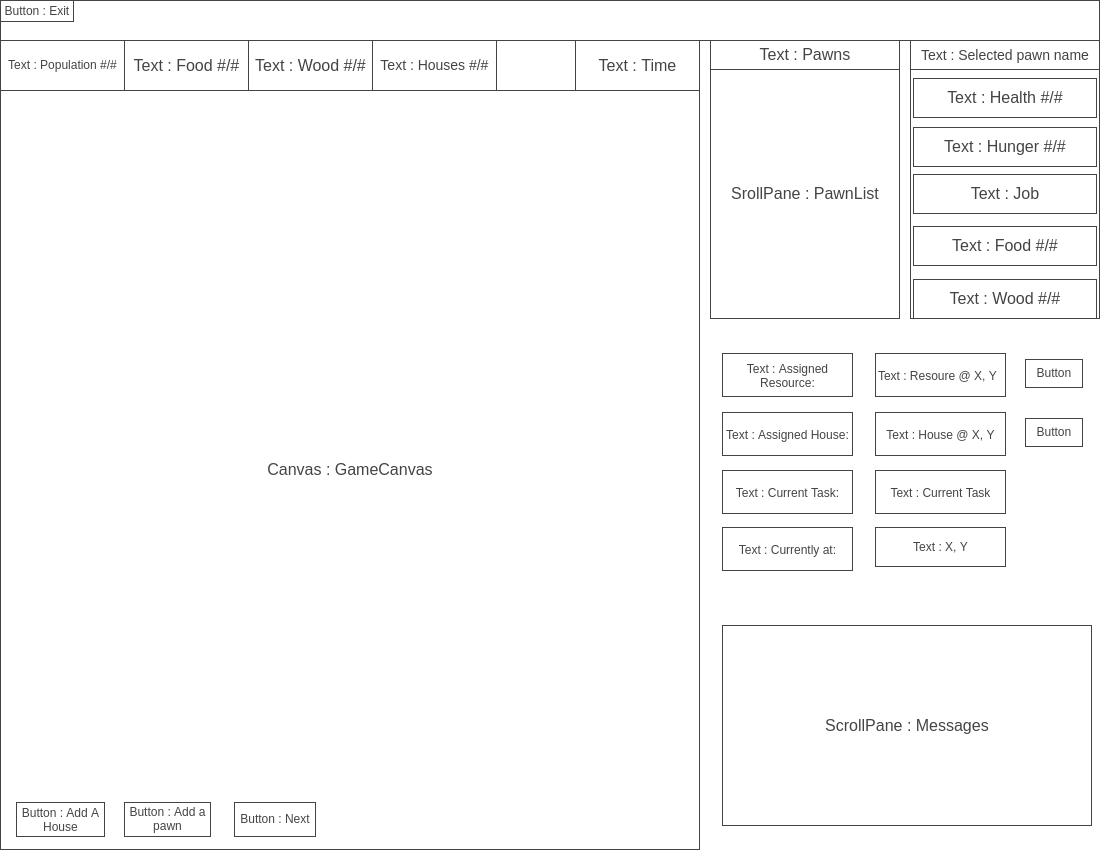 Button : Exit
Text : Population #/#
Text : Food #/#
Text : Wood #/#
Text : Houses #/#
Text : Time
Text : Pawns
Text : Selected pawn name
Text : Health #/#
Text : Hunger #/#
SrollPane : PawnList
Text : Job
Text : Food #/#
Text : Wood #/#
Text : Assigned
Resource:
Text : Resoure @ X, Y
Button
Text : Assigned House:
Text : House @ X, Y
Button
Canvas : GameCanvas
Text : Current Task:
Text : Current Task
Text : Currently at:
Text : X, Y
ScrollPane : Messages
Button : Add A
House
Button : Add a
pawn
Button : Next